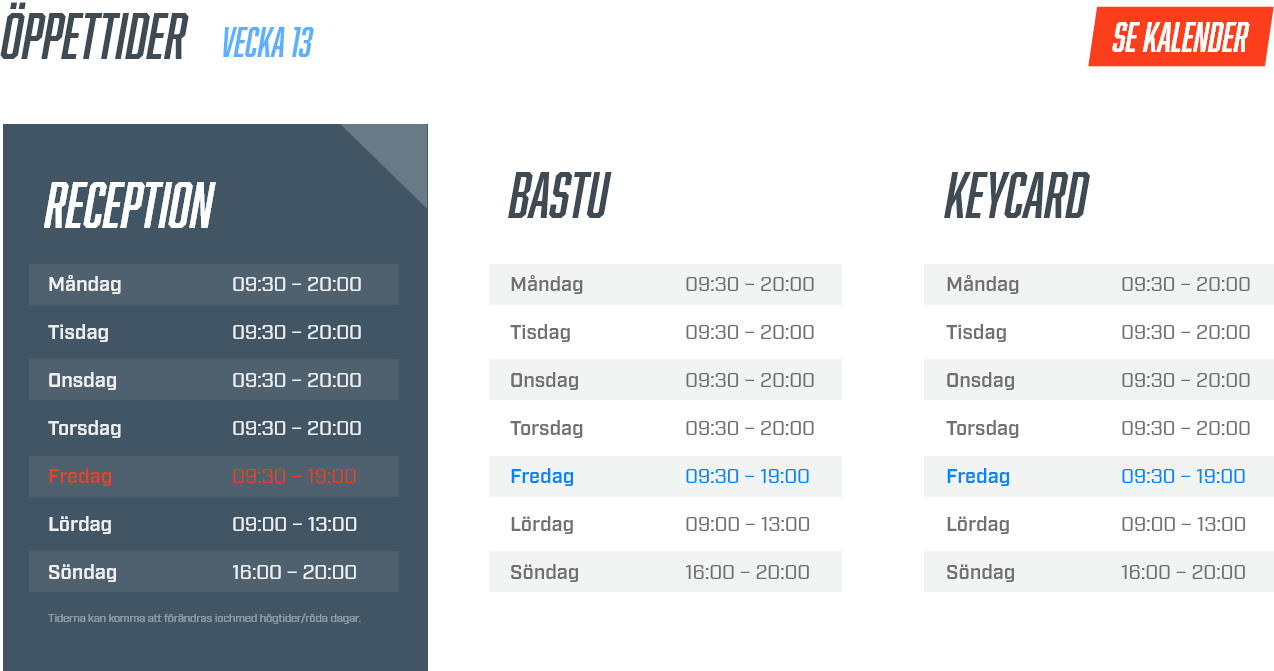 ÖPPETTIDER VECKA 13
SE KALENDER
RECEPTION
Måndag 09:30 – 20:00
Tisdag 09:30 – 20:00
Onsdag 09:30 – 20:00
Torsdag 09:30 – 20:00
Fredag 09:30 – 19:00
Lördag 09:00 – 13:00
Söndag 16:00 – 20:00
Tiderna kan komma att förändras iochmed högtider/röda dagar.
BASTU
Måndag 09:30 – 20:00
Tisdag 09:30 – 20:00
Onsdag 09:30 – 20:00
Torsdag 09:30 – 20:00
Fredag 09:30 – 19:00
Lördag 09:00 – 13:00
Söndag 16:00 – 20:00
KEYCARD
Måndag 09:30 – 20:00
Tisdag 09:30 – 20:00
Onsdag 09:30 – 20:00
Torsdag 09:30 – 20:00
Fredag 09:30 – 19:00
Lördag 09:00 – 13:00
Söndag 16:00 – 20:00